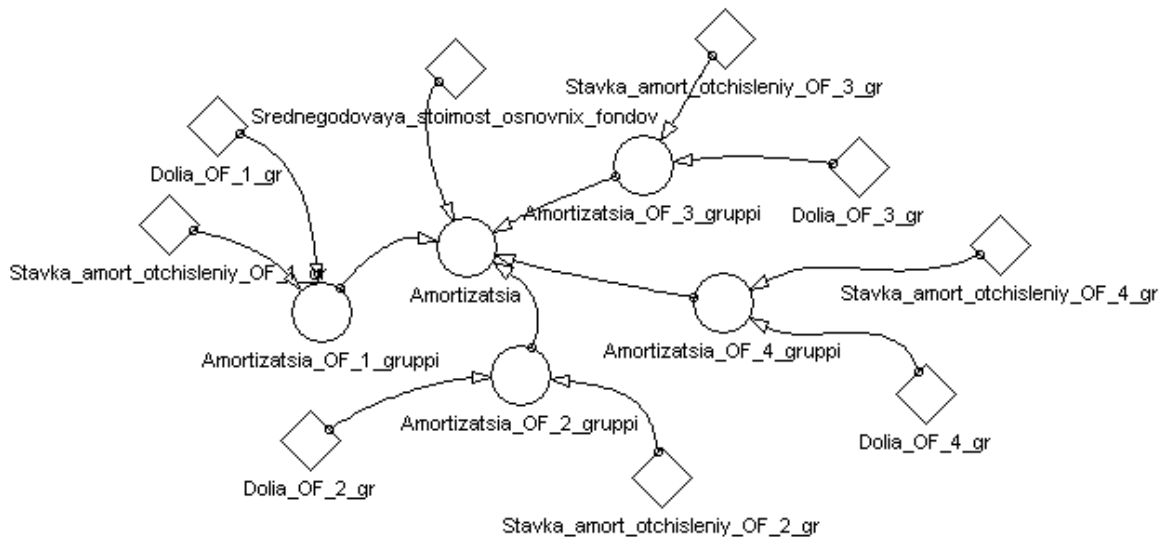 Stavka_amort_otchisleniy_OF_3_gr
Srednegodovaya_stoimost_osnovnix_fondov
Dolia_OF_1_gr
Amortizatsia_OF_3_gruppi
Dolia_OF_3_gr
Stavka_amort_otchisleniy_OF_1_gr
Amortizatsia
Stavka_amort_otchisleniy_OF_4_gr
Amortizatsia_OF_1_gruppi
Amortizatsia_OF_4_gruppi
Amortizatsia_OF_2_gruppi
Dolia_OF_4_gr
Dolia_OF_2_gr
Stavka_amort_otchisleniy_OF_2_gr